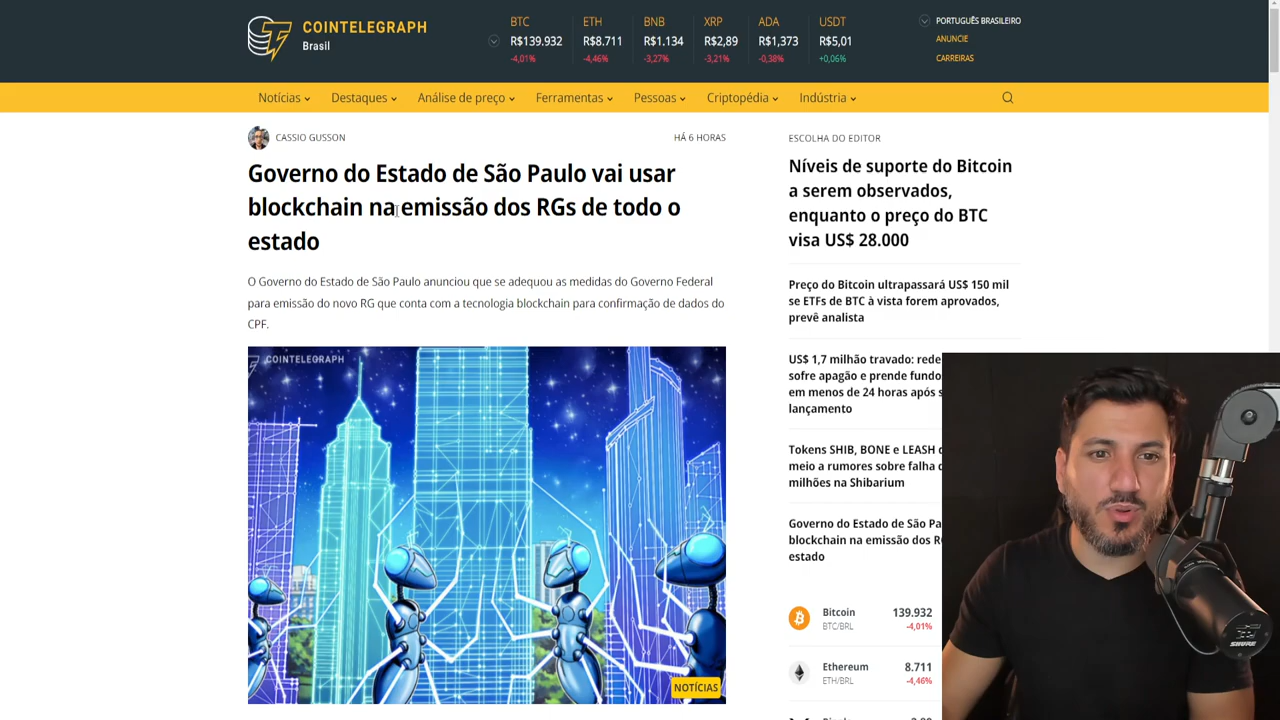 COINTELEGRAPH
Brasil
BTC
R$139.932
-4,01%
ETH
R$8.711
-4,46%
BNB
R$1.134
-3,27%
XRP
R$2,89
-3,21%
ADA
R$1,373
-0,38%
USDT
R$5,01
+0,06%
PORTUGUÊS BRASILEIRO
ANUNCIE
CARREIRAS
Notícias
Destaques
Análise de preço
Ferramentas
Pessoas
Criptopédia
Indústria
CASSIO GUSSON
HÁ 6 HORAS
Governo do Estado de São Paulo vai usar
blockchain na emissão dos RGs de todo o
estado
O Governo do Estado de São Paulo anunciou que se adequou as medidas do Governo Federal
para emissão do novo RG que conta com a tecnologia blockchain para confirmação de dados do
CPF.
COINTELEGRAPH
NOTÍCIAS
ESCOLHA DO EDITOR
Níveis de suporte do Bitcoin
a serem observados,
enquanto o preço do BTC
visa US$ 28.000
Preço do Bitcoin ultrapassará US$ 150 mil
se ETFs de BTC à vista forem aprovados,
prevê analista
US$ 1,7 milhão travado: rede
sofre apagão e prende fundo
em menos de 24 horas após s
lançamento
Tokens SHIB, BONE e LEASH
meio a rumores sobre falha
milhões na Shibarium
Governo do Estado de São Pa
blockchain na emissão dos R
estado
Bitcoin
139.932
BTC/BRL
-4,01%
Ethereum
8.711
ETH/BRL
-4,46%
SHURE